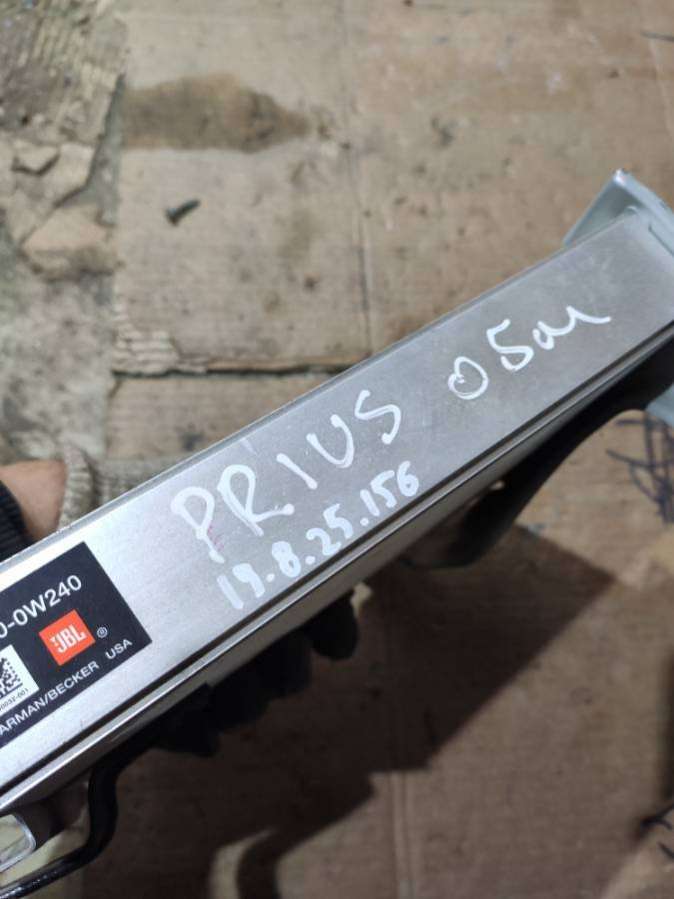 PRIUS 05м
19.8.25.156
0-0W240
JBL ®
ARMAN/BECKER USA